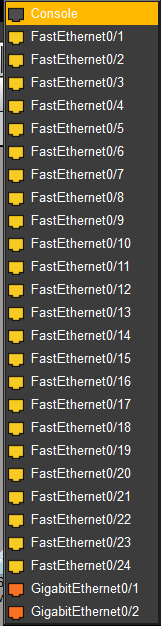 Console
FastEthernet0/1
FastEthernet0/2
FastEthernet0/3
FastEthernet0/4
FastEthernet0/5
FastEthernet0/6
FastEthernet0/7
FastEthernet0/8
FastEthernet0/9
FastEthernet0/10
FastEthernet0/11
FastEthernet0/12
FastEthernet0/13
FastEthernet0/14
FastEthernet0/15
FastEthernet0/16
FastEthernet0/17
FastEthernet0/18
FastEthernet0/19
FastEthernet0/20
FastEthernet0/21
FastEthernet0/22
FastEthernet0/23
FastEthernet0/24
GigabitEthernet0/1
GigabitEthernet0/2